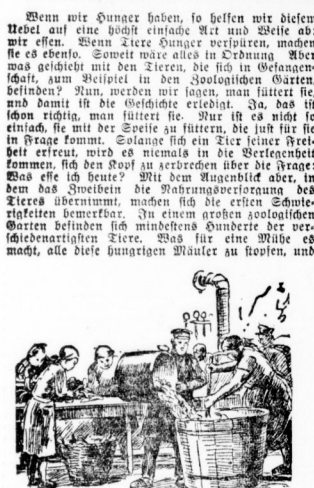 Wenn wir Hunger haben, so helfen wir diesem
Uebel auf eine höchst einfache Art und Weise ab:
wir essen. Wenn Tiere Hunger verspüren, machen
sie es ebenso. Soweit wäre alles in Ordnung Aber
was geschieht mit den Tieren, die sich in Gefangen-
schaft, zum Beispiel in den Zoologischen Gärten,
befinden? Nun, werden wir sagen, man füttert sie,
und damit ist die Geschichte erledigt. Ja, das ist
schon richtig, man füttert sie. Nur ist es nicht so
einfach, sie mit der Speise zu füttern, die just für sie
in Frage kommt. Solange sich ein Tier seiner Frei-
heit erfreut, wird es niemals in die Verlegenheit
kommen, sich den Kopf zu zerbrechen über die Frage:
Was esse ich heute? Mit dem Augenblick aber, in
dem das Zweibein die Nahrungsversorgung des
Tieres übernimmt, machen sich die ersten Schwie-
rigkeiten bemerkbar. In einem großen zoologischen
Garten befinden sich mindestens Hunderte der ver-
schiedenartigsten Tiere. Was für eine Mühe es
macht, alle diese hungrigen Mäuler zu stopfen, und